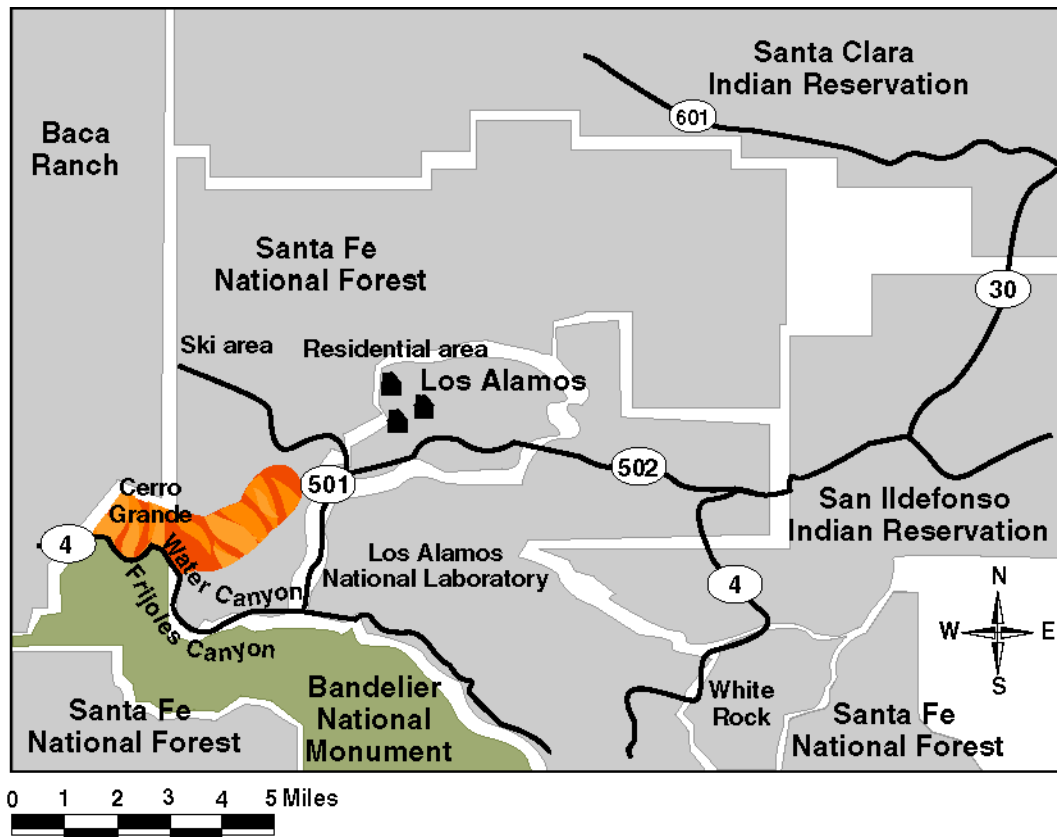 Santa Clara
Indian Reservation
601
Baca
Ranch
Santa Fe
National Forest
30
Ski area
Residential area
Los Alamos
502
501
Cerro
Grande
San Ildefonso
Indian Reservation
4
Water Canyon
Los Alamos
National Laboratory
4
Frijoles Canyon
N
W
E
S
Bandelier
National
Monument
White
Rock
Santa Fe
National Forest
Santa Fe
National Forest
0 1 2 3 4 5 Miles